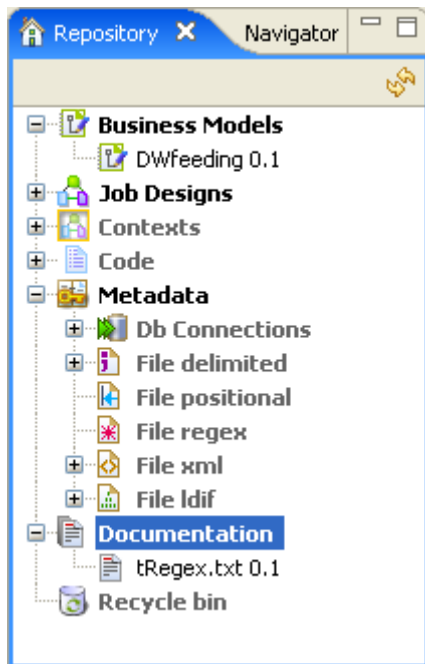 Repository Navigator
Business Models
DWfeeding 0.1
Job Designs
Contexts
Code
Metadata
Db Connections
File delimited
File positional
File regex
File xml
File ldif
Documentation
tRegex.txt 0.1
Recycle bin